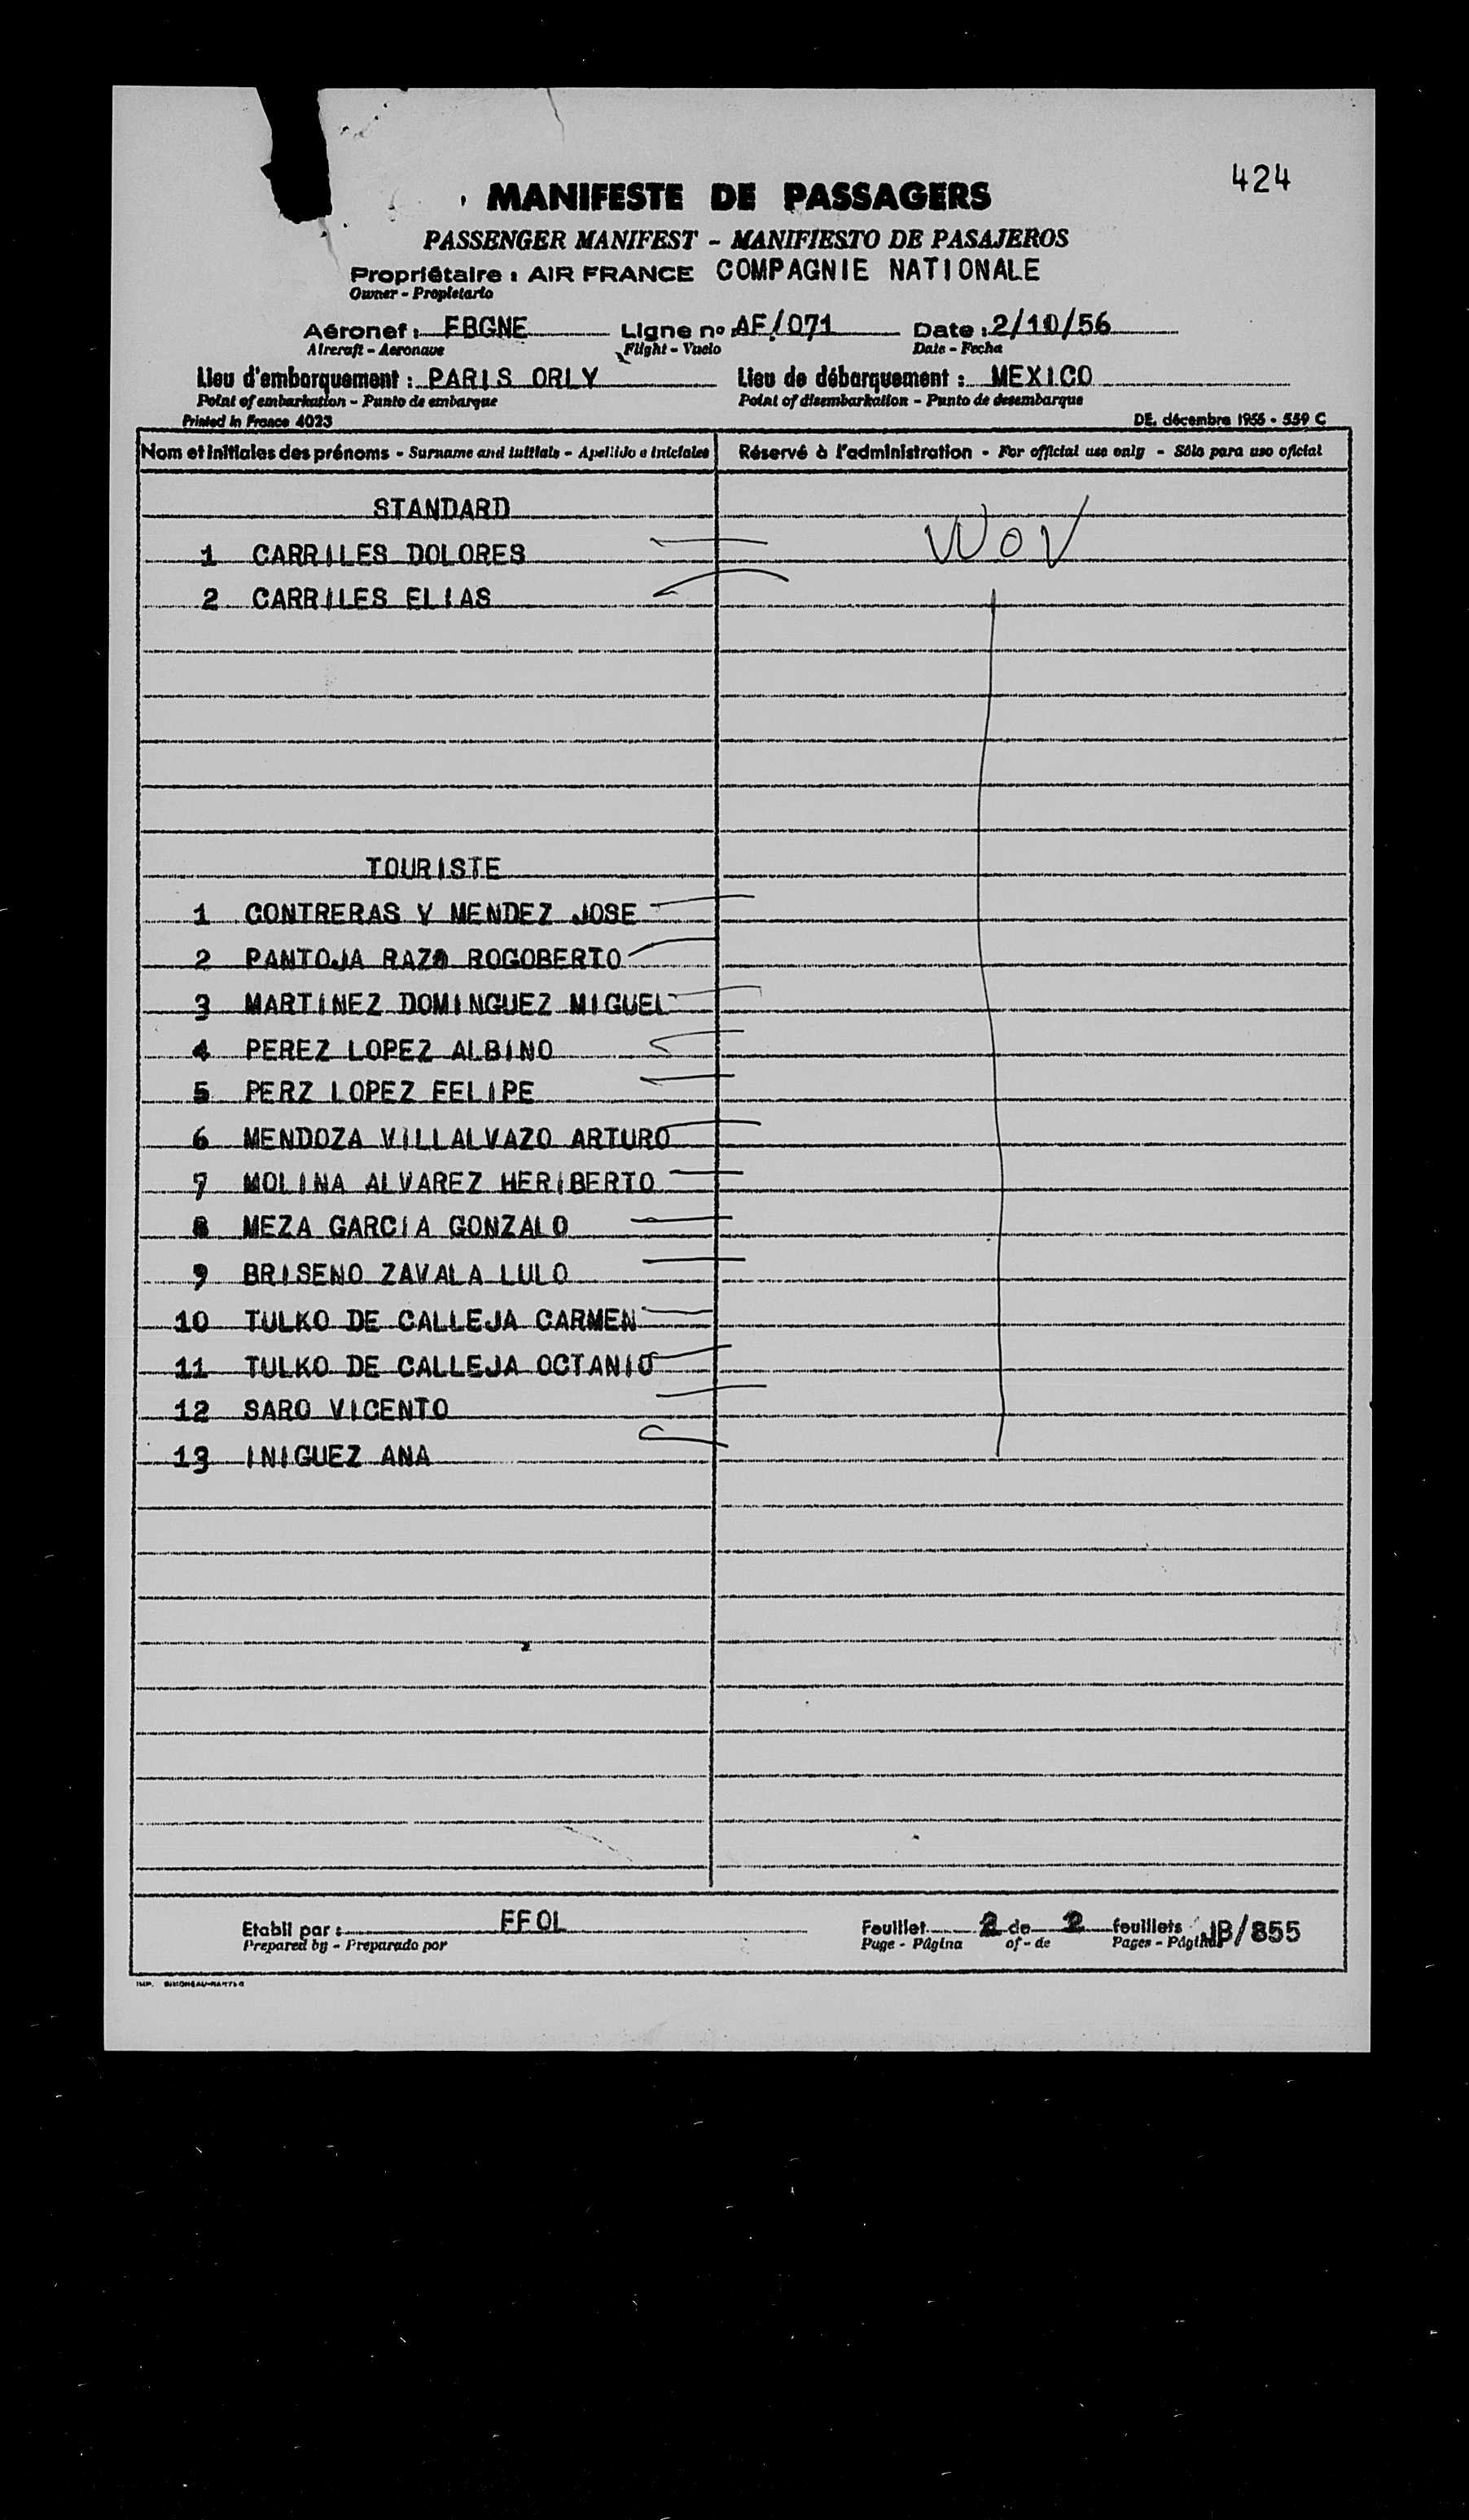 424
MANIFESTE DE PASSAGERS
PASSENGER MANIFEST - MANIFIESTO DE PASAJEROS
Propriétaire : AIR FRANCE COMPAGNIE NATIONALE
Owner - Propietario
Aéronef : FBGNE Ligne no AF/071 Date : 2/10/56
Aircraft - Aeronave Flight - Vuelo Date - Fecha
Lieu d'embarquement : PARIS ORLY Lieu de débarquement : MEXICO
Point of embarkation - Punto de embarque Point of disembarkation - Punto de desembarque
Printed in France 4023 DE. décembre 1955 - 559 C
Nom et initiales des prénoms - Surname and initials - Apellido e iniciales Réservé à l'administration - For official use only - Sólo para uso oficial
STANDARD
1 CARRILES DOLORES
WOV
2 CARRILES ELIAS
TOURISTE
1 CONTRERAS Y MENDEZ JOSE
2 PANTOJA RAZO ROGOBERTO
3 MARTINEZ DOMINGUEZ MIGUEL
4 PEREZ LOPEZ ALBINO
5 PERZ LOPEZ FELIPE
6 MENDOZA VILLALVAZO ARTURO
7 MOLINA ALVAREZ HERIBERTO
8 MEZA GARCIA GONZALO
9 BRISENO ZAVALA LULO
10 TULKO DE CALLEJA CARMEN
11 TULKO DE CALLEJA OCTANIO
12 SARO VICENTO
13 INIGUEZ ANA
Etabli par : FFOL Feuillet 2 de 2 feuillets JB/855
Prepared by - Preparado por Page - Página of - de Pages - Páginas
IMP.